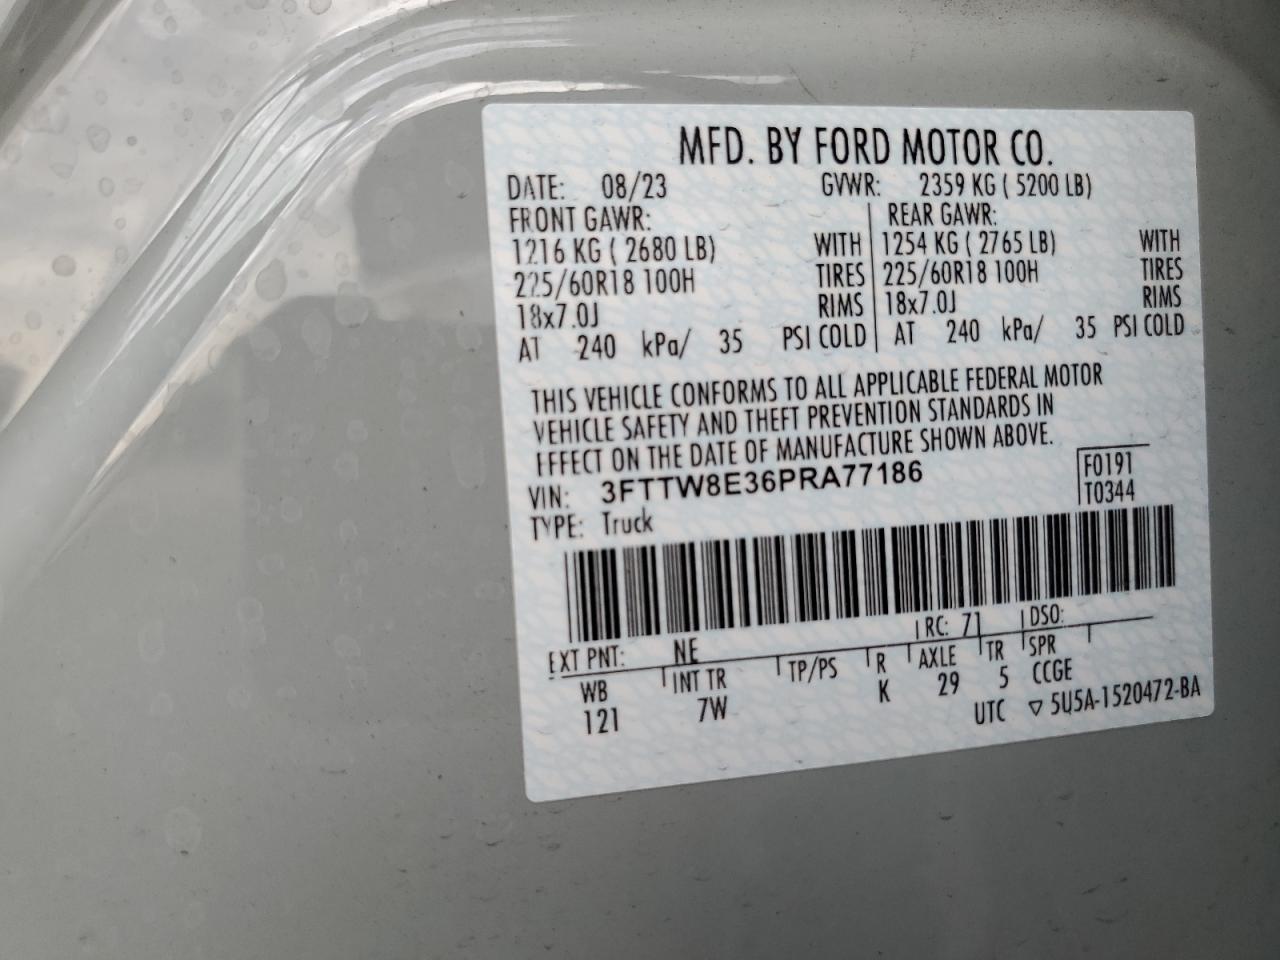 MFD. BY FORD MOTOR CO.
DATE: 08/23 GVWR: 2359 KG ( 5200 LB)
FRONT GAWR: REAR GAWR:
1216 KG ( 2680 LB) WITH 1254 KG ( 2765 LB) WITH
225/60R18 100H TIRES 225/60R18 100H TIRES
18x7.0J RIMS 18x7.0J RIMS
AT 240 kPa/ 35 PSI COLD AT 240 kPa/ 35 PSI COLD
THIS VEHICLE CONFORMS TO ALL APPLICABLE FEDERAL MOTOR
VEHICLE SAFETY AND THEFT PREVENTION STANDARDS IN
EFFECT ON THE DATE OF MANUFACTURE SHOWN ABOVE.
VIN: 3FTTW8E36PRA77186 F0191
TYPE: Truck T0344
EXT PNT: NE RC: 71 DSO:
WB INT TR TP/PS R AXLE TR SPR
121 7W K 29 5 CCGE
UTC ▽ 5U5A-1520472-BA